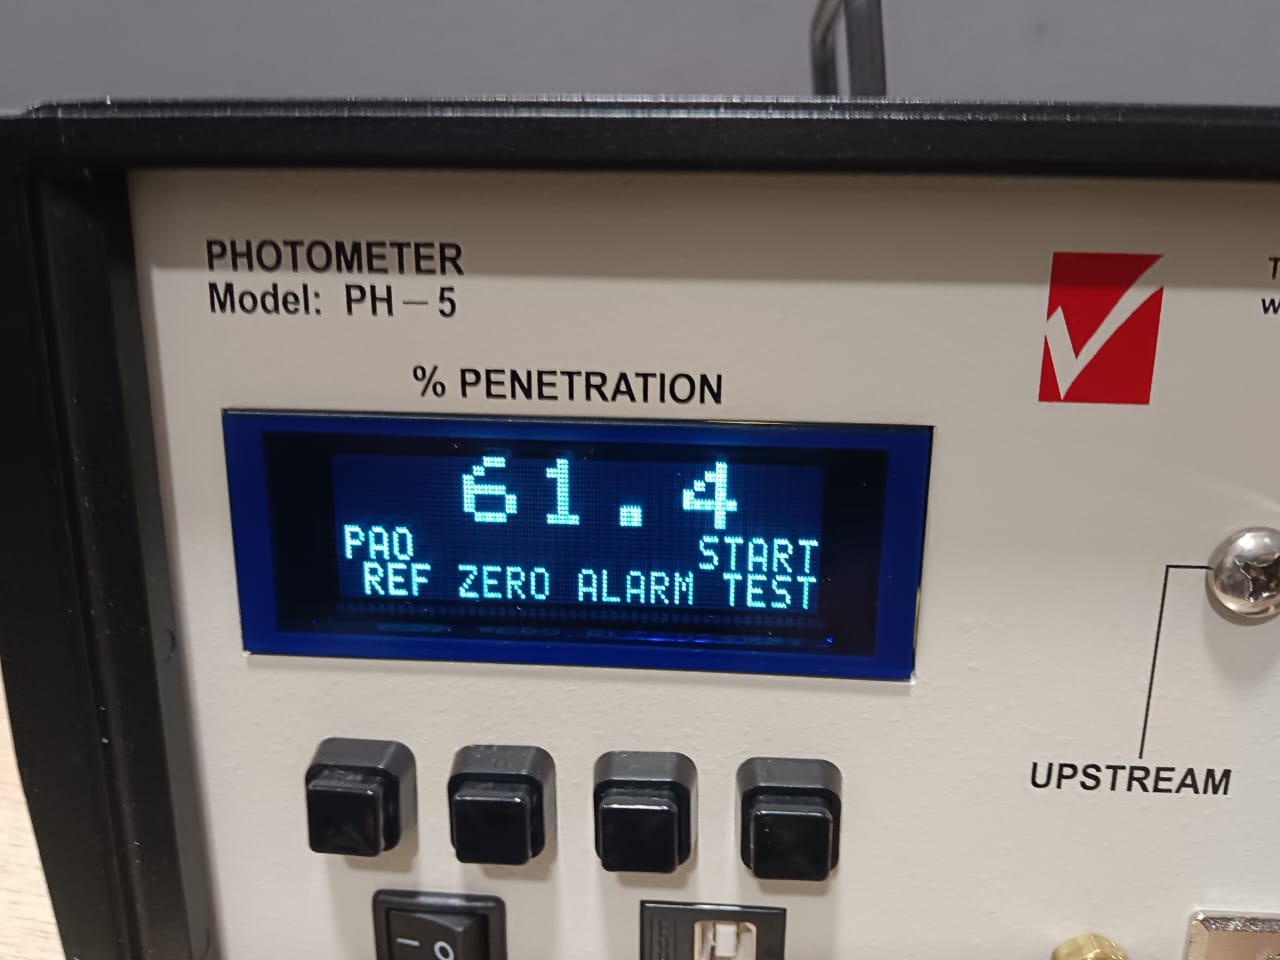 PHOTOMETER
Model: PH-5
% PENETRATION
61.4
PAO START
REF ZERO ALARM TEST
UPSTREAM